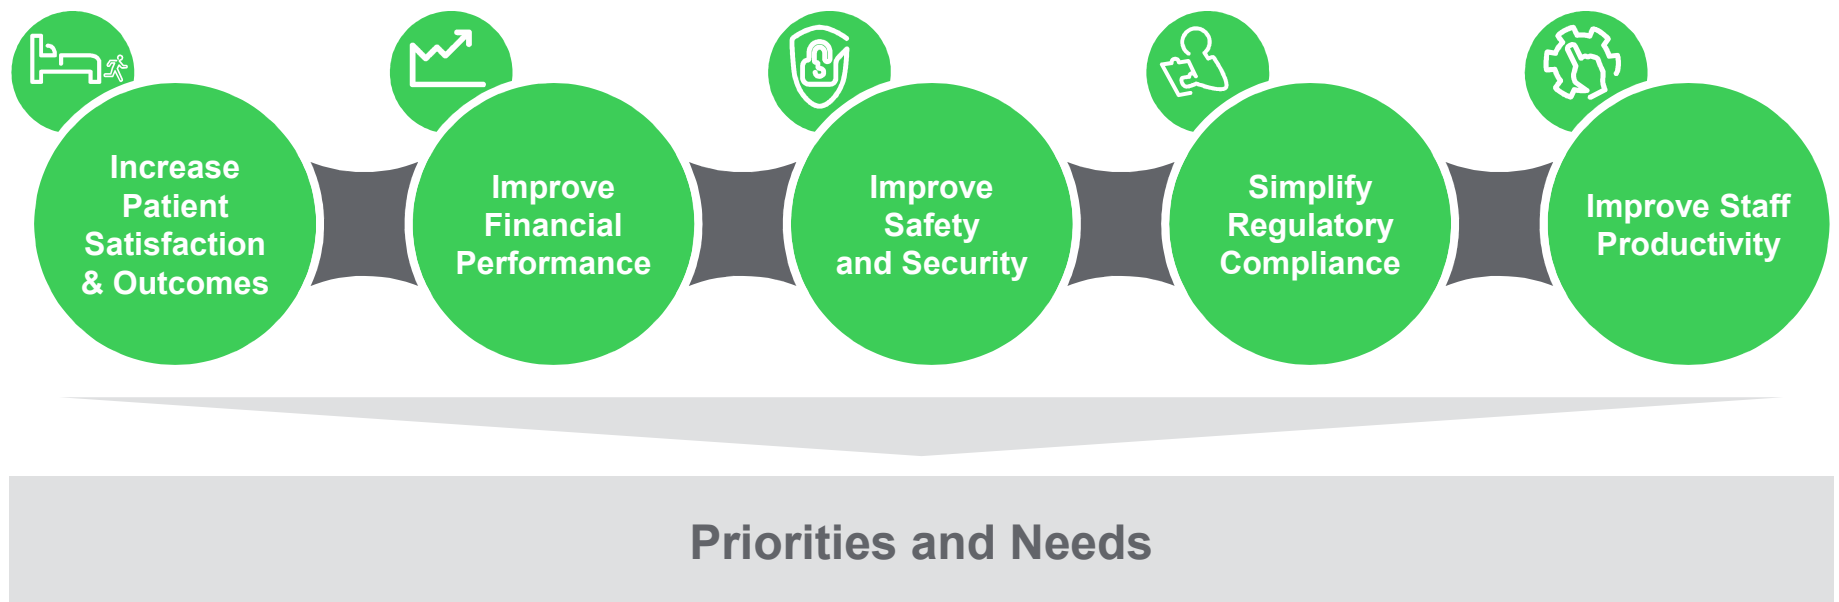 Increase
Patient
Satisfaction
& Outcomes
Improve
Financial
Performance
Improve
Safety
and Security
Simplify
Regulatory
Compliance
Improve Staff
Productivity
Priorities and Needs